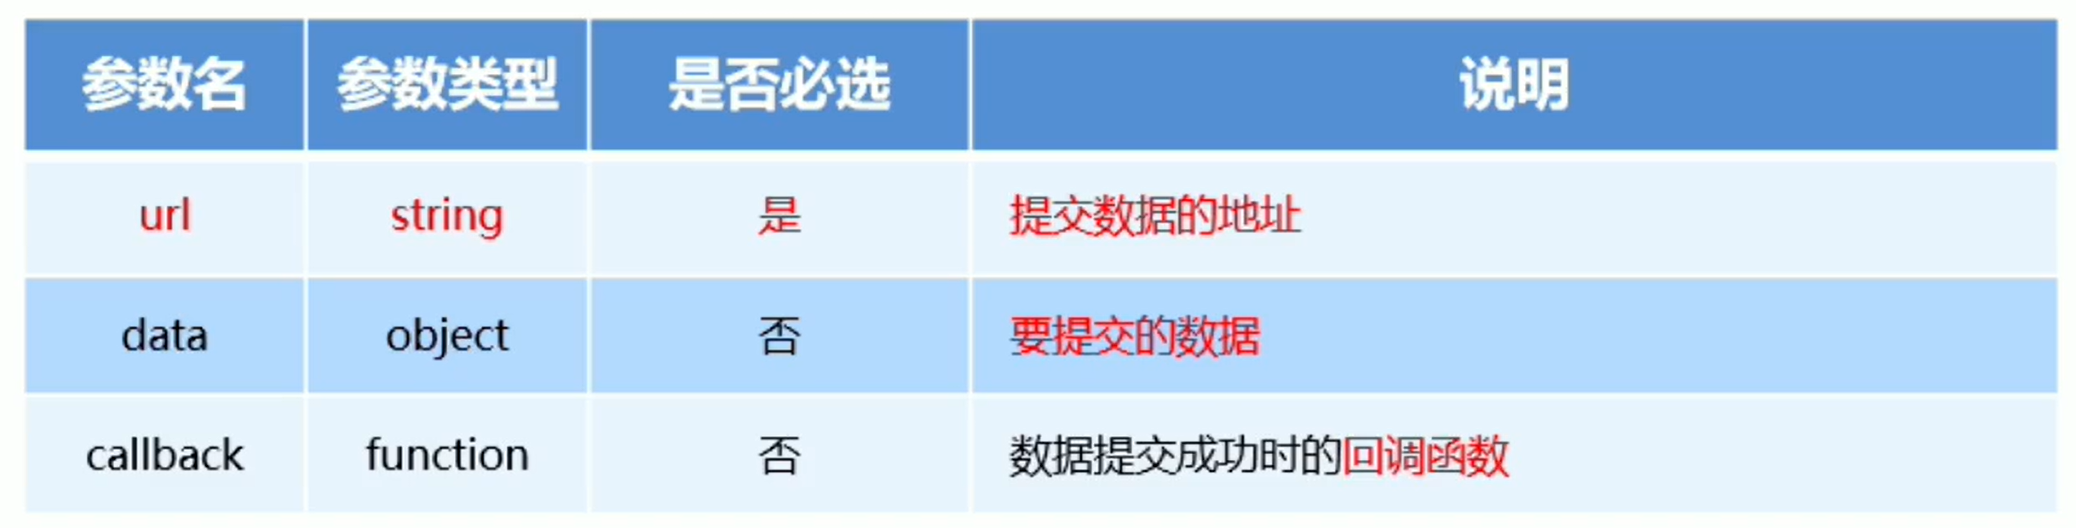 参数名 参数类型 是否必选 说明
url string 是 提交数据的地址
data object 否 要提交的数据
callback function 否 数据提交成功时的回调函数